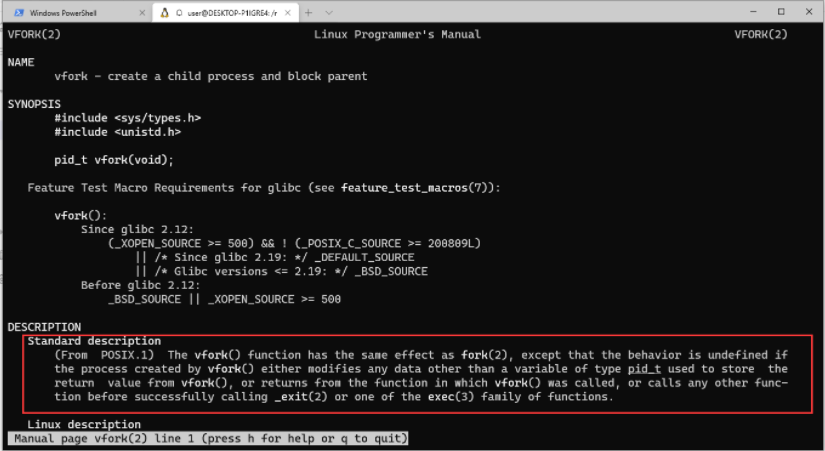 Windows PowerShell
user@DESKTOP-P1IGRE4: /r
VFORK(2) Linux Programmer's Manual VFORK(2)
NAME
vfork – create a child process and block parent
SYNOPSIS
#include <sys/types.h>
#include <unistd.h>
pid_t vfork(void);
Feature Test Macro Requirements for glibc (see feature_test_macros(7)):
vfork():
Since glibc 2.12:
(_XOPEN_SOURCE >= 500) && ! (_POSIX_C_SOURCE >= 200809L)
|| /* Since glibc 2.19: */ _DEFAULT_SOURCE
|| /* Glibc versions <= 2.19: */ _BSD_SOURCE
Before glibc 2.12:
_BSD_SOURCE || _XOPEN_SOURCE >= 500
DESCRIPTION
Standard description
(From POSIX.1) The vfork() function has the same effect as fork(2), except that the behavior is undefined if
the process created by vfork() either modifies any data other than a variable of type pid_t used to store the
return value from vfork(), or returns from the function in which vfork() was called, or calls any other func‐
tion before successfully calling _exit(2) or one of the exec(3) family of functions.
Linux description
Manual page vfork(2) line 1 (press h for help or q to quit)